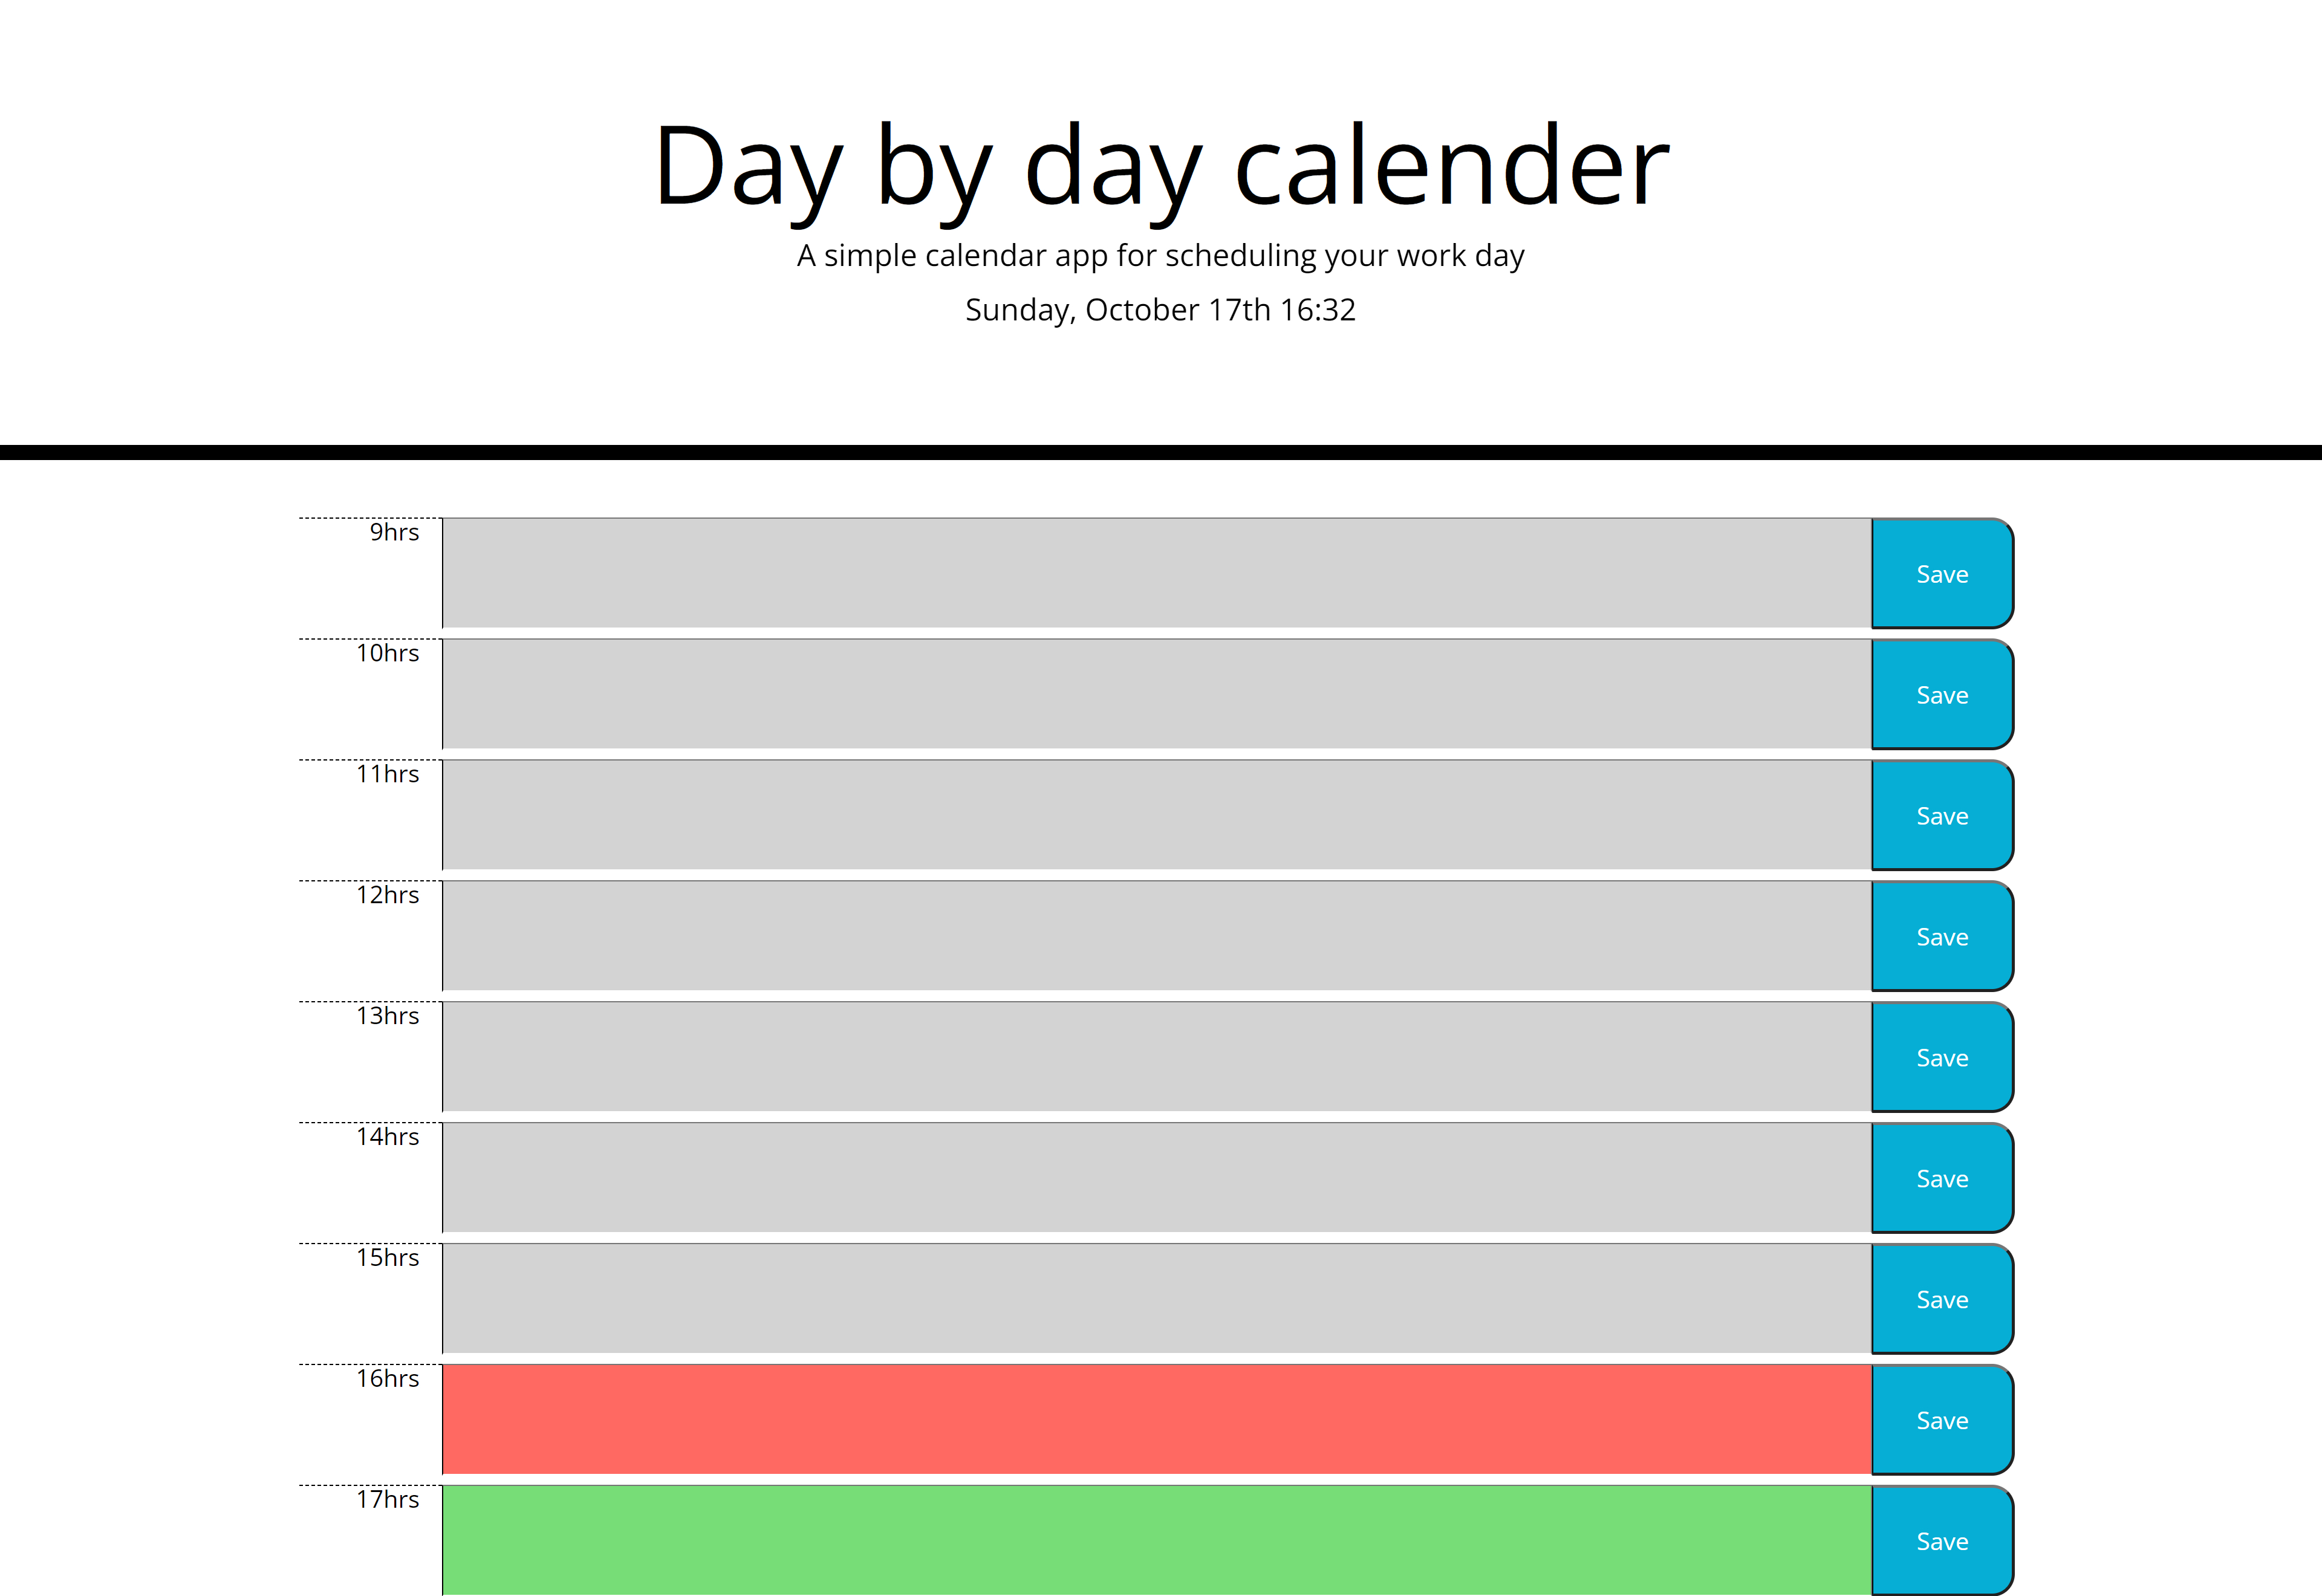 Day by day calender
A simple calendar app for scheduling your work day
Sunday, October 17th 16:32
9hrs
Save
10hrs
Save
11hrs
Save
12hrs
Save
13hrs
Save
14hrs
Save
15hrs
Save
16hrs
Save
17hrs
Save